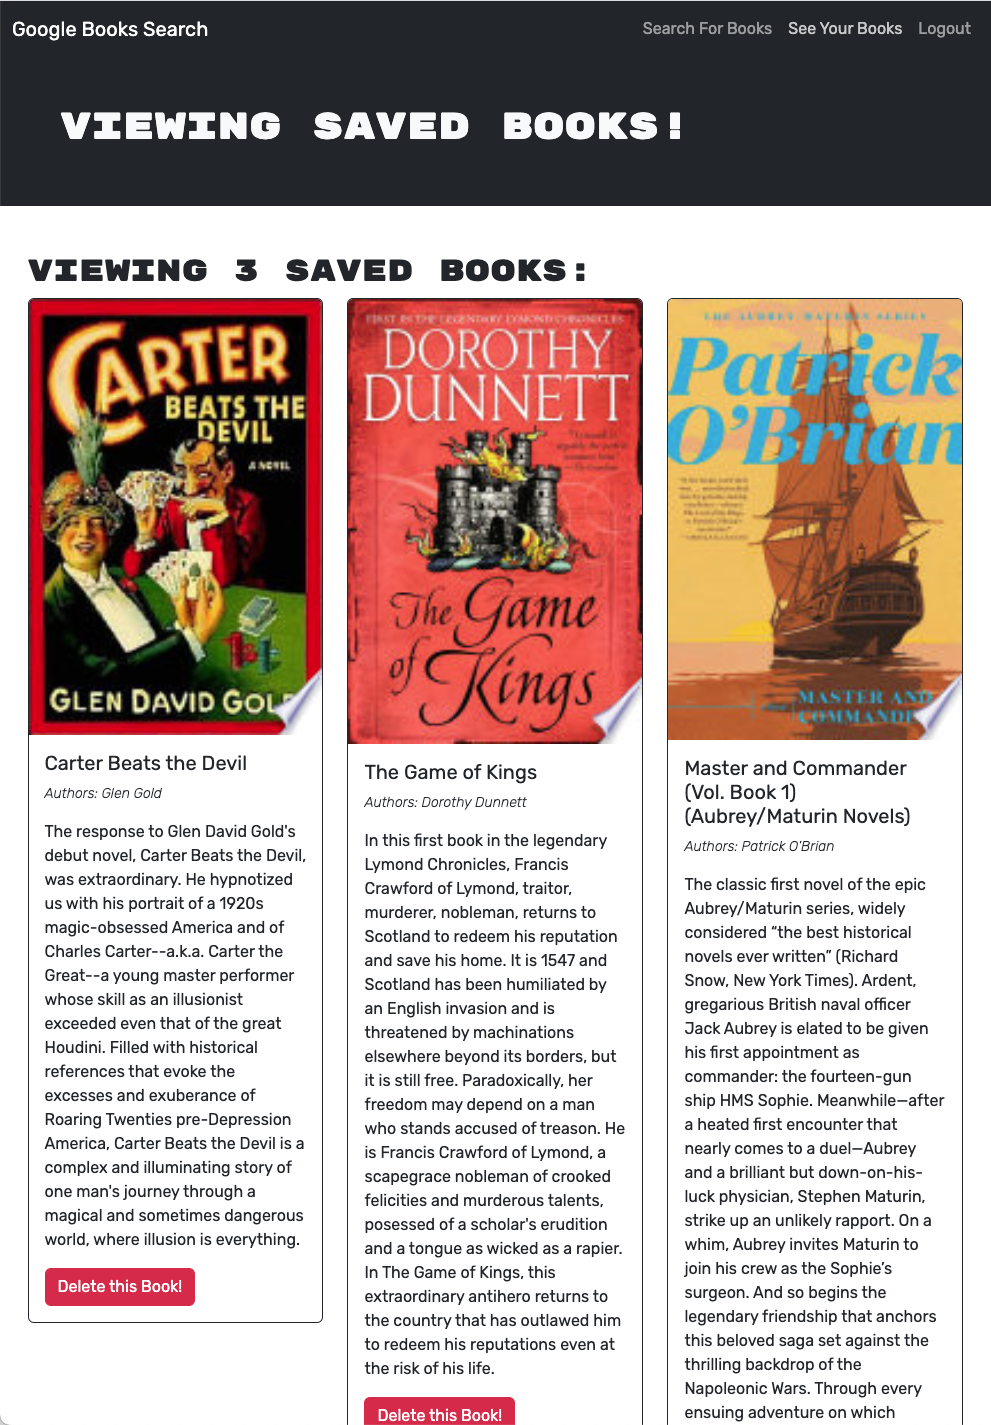 Google Books Search
Search For Books
See Your Books
Logout
VIEWING SAVED BOOKS!
VIEWING 3 SAVED BOOKS:
CARTER
BEATS THE
DEVIL
A NOVEL
GLEN DAVID GOL
Carter Beats the Devil
Authors: Glen Gold
The response to Glen David Gold's
debut novel, Carter Beats the Devil,
was extraordinary. He hypnotized
us with his portrait of a 1920s
magic-obsessed America and of
Charles Carter--a.k.a. Carter the
Great--a young master performer
whose skill as an illusionist
exceeded even that of the great
Houdini. Filled with historical
references that evoke the
excesses and exuberance of
Roaring Twenties pre-Depression
America, Carter Beats the Devil is a
complex and illuminating story of
one man's journey through a
magical and sometimes dangerous
world, where illusion is everything.
Delete this Book!
FIRST IN THE LEGENDARY LYMOND CHRONICLES
DOROTHY
DUNNETT
The Game
of Kings
The Game of Kings
Authors: Dorothy Dunnett
In this first book in the legendary
Lymond Chronicles, Francis
Crawford of Lymond, traitor,
murderer, nobleman, returns to
Scotland to redeem his reputation
and save his home. It is 1547 and
Scotland has been humiliated by
an English invasion and is
threatened by machinations
elsewhere beyond its borders, but
it is still free. Paradoxically, her
freedom may depend on a man
who stands accused of treason. He
is Francis Crawford of Lymond, a
scapegrace nobleman of crooked
felicities and murderous talents,
posessed of a scholar's erudition
and a tongue as wicked as a rapier.
In The Game of Kings, this
extraordinary antihero returns to
the country that has outlawed him
to redeem his reputations even at
the risk of his life.
Delete this Book!
THE AUBREY/MATURIN SERIES
Patrick
O'Brian
MASTER AND
COMMANDE
Master and Commander
(Vol. Book 1)
(Aubrey/Maturin Novels)
Authors: Patrick O'Brian
The classic first novel of the epic
Aubrey/Maturin series, widely
considered “the best historical
novels ever written” (Richard
Snow, New York Times). Ardent,
gregarious British naval officer
Jack Aubrey is elated to be given
his first appointment as
commander: the fourteen-gun
ship HMS Sophie. Meanwhile—after
a heated first encounter that
nearly comes to a duel—Aubrey
and a brilliant but down-on-his-
luck physician, Stephen Maturin,
strike up an unlikely rapport. On a
whim, Aubrey invites Maturin to
join his crew as the Sophie’s
surgeon. And so begins the
legendary friendship that anchors
this beloved saga set against the
thrilling backdrop of the
Napoleonic Wars. Through every
ensuing adventure on which